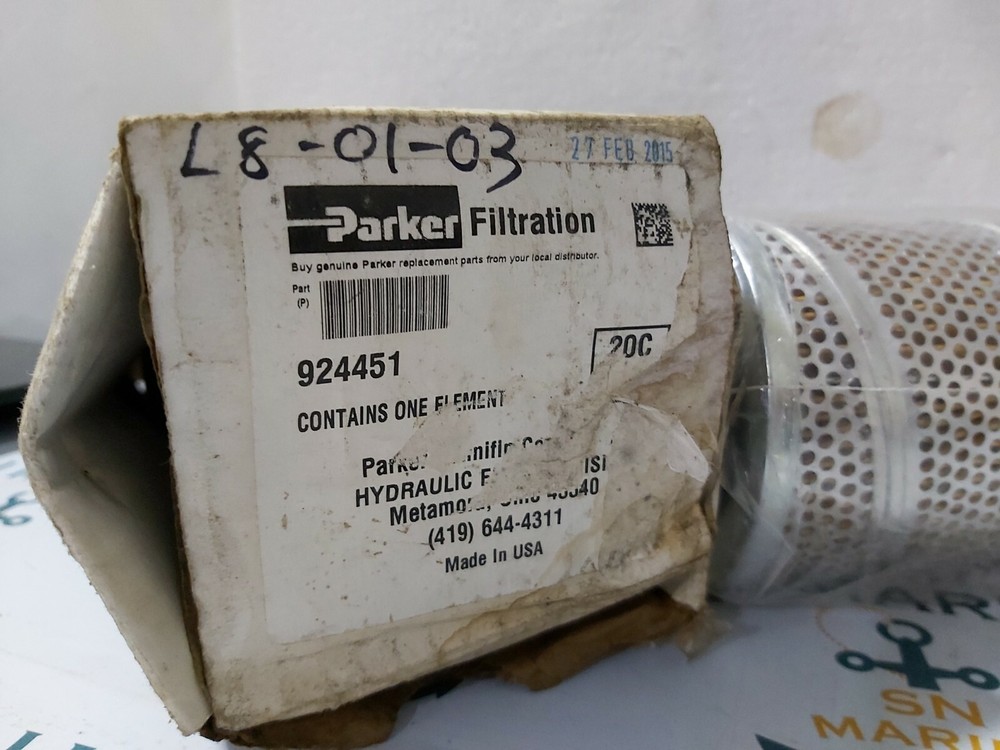 L8-01-03
27 FEB 2015
Parker Filtration
Buy genuine Parker replacement parts from your local distributor.
Part
(P)
924451
20C
CONTAINS ONE ELEMENT
HYDRAULIC
(419) 644-4311
Made In USA
SN